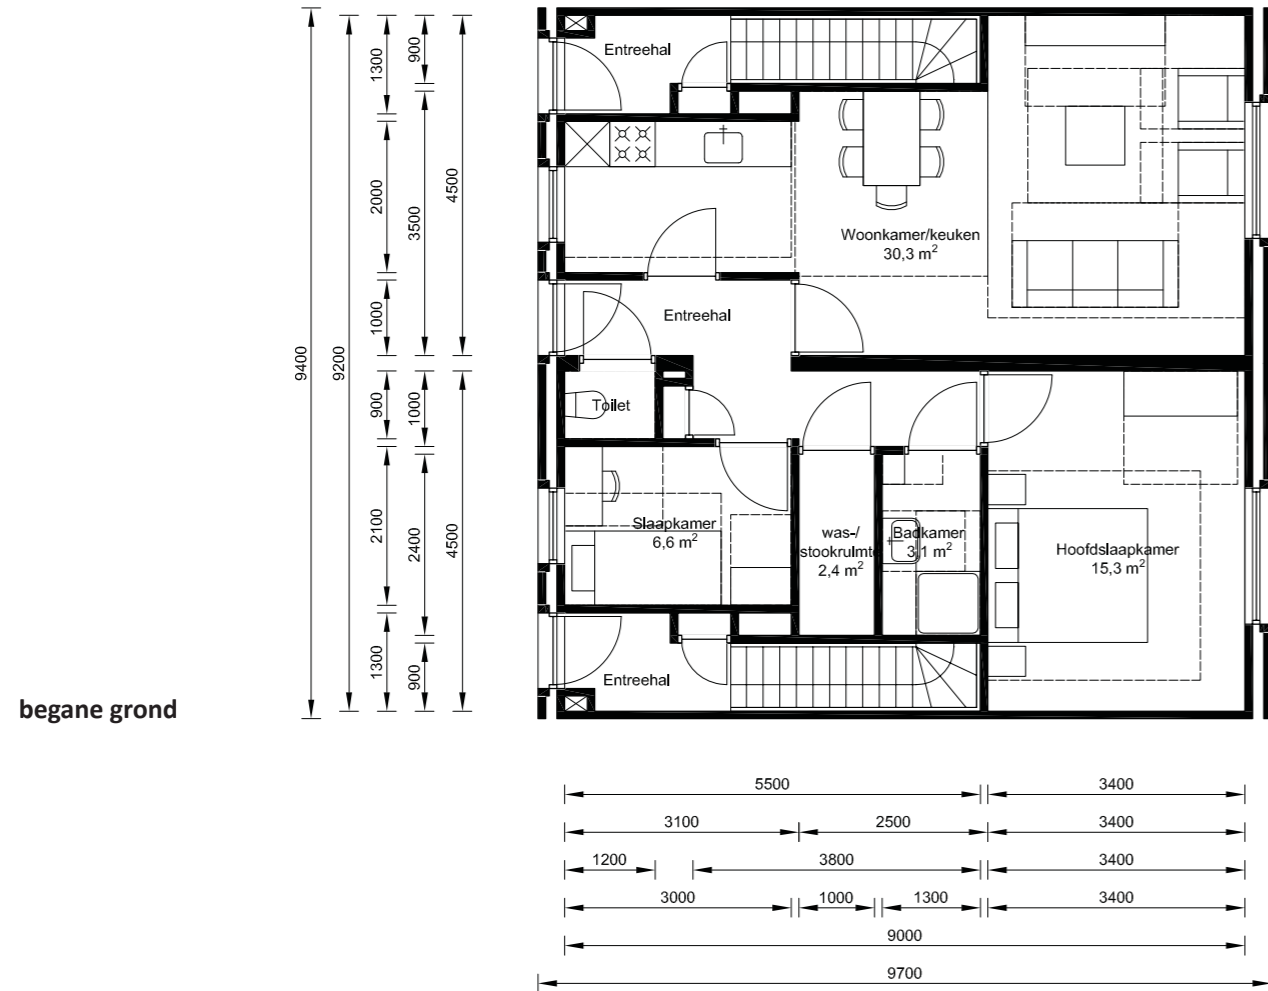 Entreehal
Woonkamer/keuken
30,3 m²
Entreehal
Toilet
Slaapkamer
6,6 m²
was-/
stookruimte
2,4 m²
Badkamer
3,1 m²
Hoofdslaapkamer
15,3 m²
Entreehal
begane grond
9400
9200
1300
2000
1000
900
2100
1300
900
3500
1000
2400
900
4500
4500
5500 3400
3100 2500 3400
1200 3800 3400
3000 1000 1300 3400
9000
9700